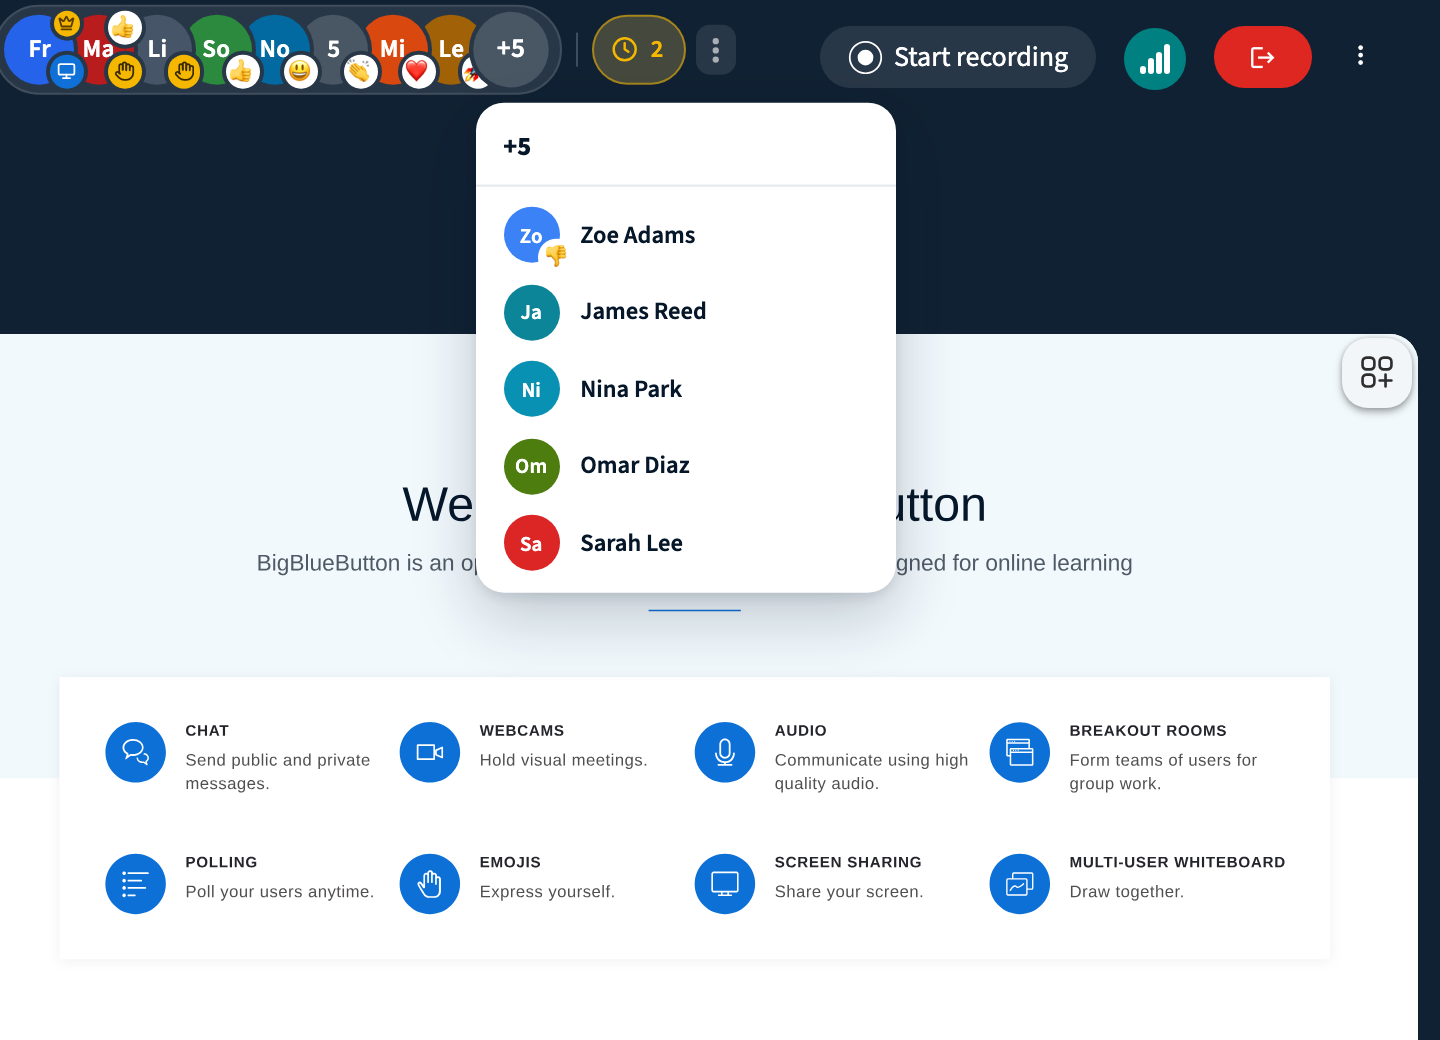 Fr Ma Li So No 5 Mi Le +5 2 Start recording
+5
Zo Zoe Adams
Ja James Reed
Ni Nina Park
Om Omar Diaz
Sa Sarah Lee
We utton
BigBlueButton is an op gned for online learning
CHAT
Send public and private
messages.
WEBCAMS
Hold visual meetings.
AUDIO
Communicate using high
quality audio.
BREAKOUT ROOMS
Form teams of users for
group work.
POLLING
Poll your users anytime.
EMOJIS
Express yourself.
SCREEN SHARING
Share your screen.
MULTI-USER WHITEBOARD
Draw together.